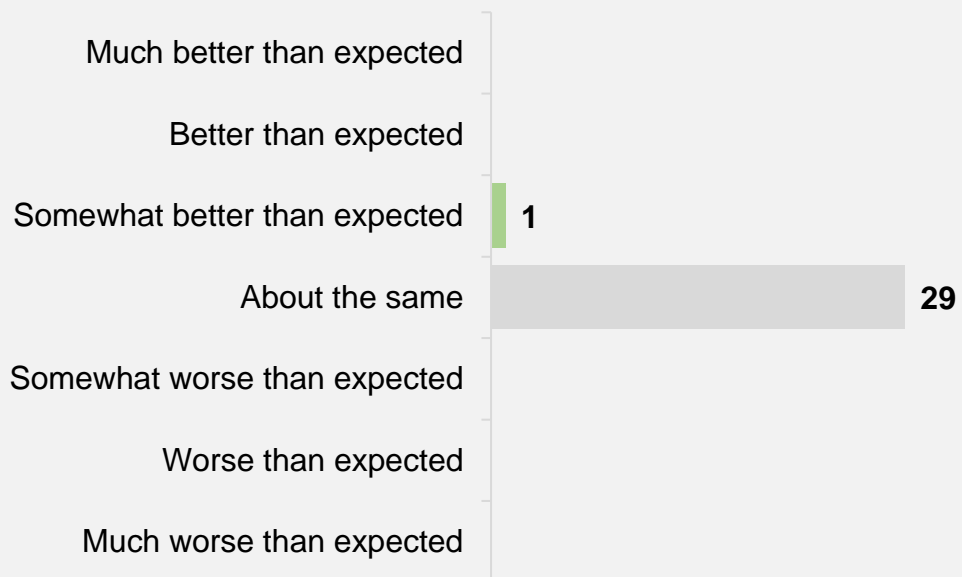 Much better than expected
Better than expected
Somewhat better than expected
1
About the same
29
Somewhat worse than expected
Worse than expected
Much worse than expected